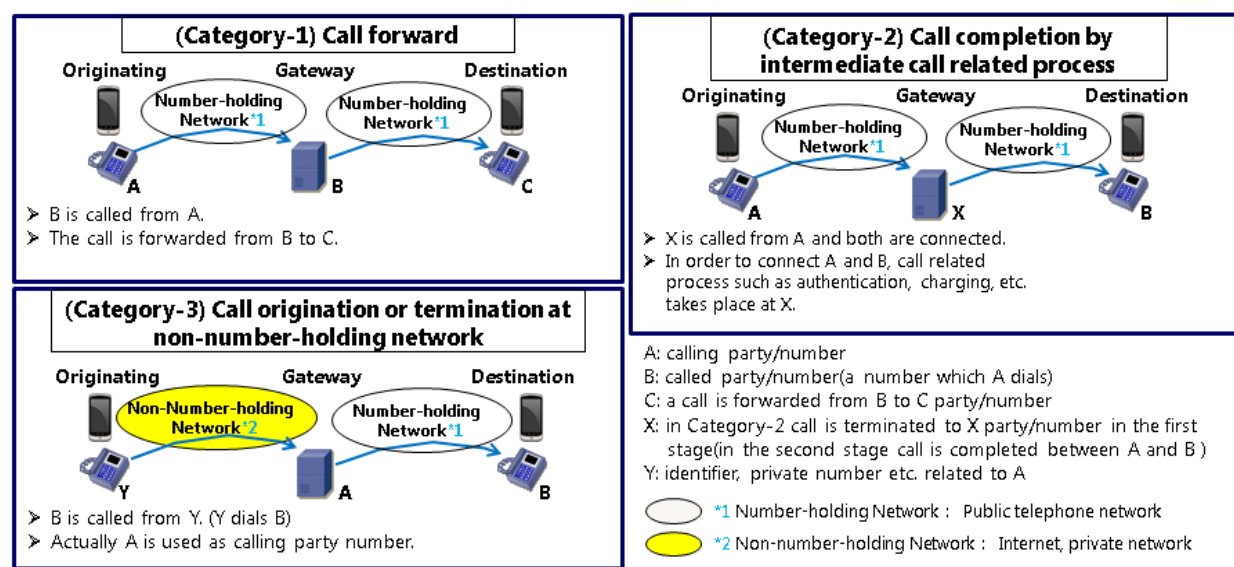 (Category-1) Call forward
Originating Gateway Destination
Number-holding
Network*1
Number-holding
Network*1
A B C
➢ B is called from A.
➢ The call is forwarded from B to C.
(Category-2) Call completion by
intermediate call related process
Originating Gateway Destination
Number-holding
Network*1
Number-holding
Network*1
A X B
➢ X is called from A and both are connected.
➢ In order to connect A and B, call related
process such as authentication, charging, etc.
takes place at X.
(Category-3) Call origination or termination at
non-number-holding network
Originating Gateway Destination
Non-Number-holding
Network*2
Number-holding
Network*1
Y A B
➢ B is called from Y. (Y dials B)
➢ Actually A is used as calling party number.
A: calling party/number
B: called party/number(a number which A dials)
C: a call is forwarded from B to C party/number
X: in Category-2 call is terminated to X party/number in the first
stage(in the second stage call is completed between A and B )
Y: identifier, private number etc. related to A
*1 Number-holding Network : Public telephone network
*2 Non-number-holding Network : Internet, private network